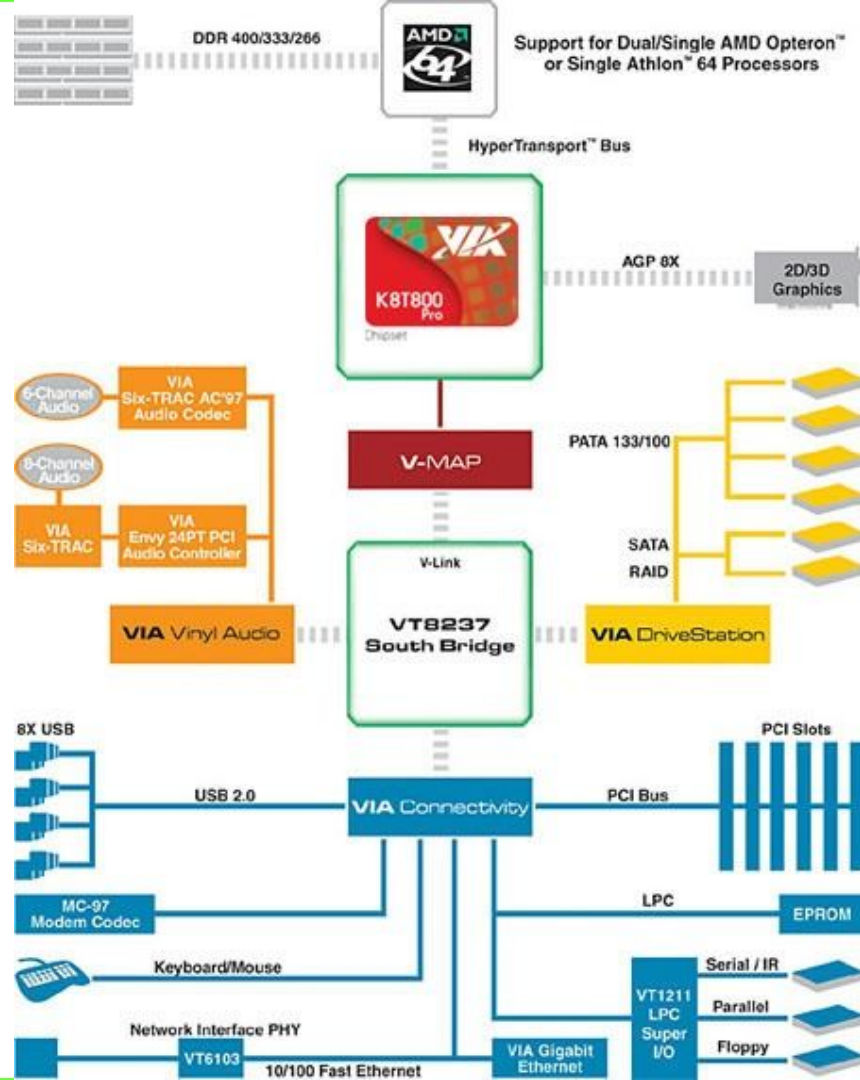 DDR 400/333/266
AMD
64
Support for Dual/Single AMD Opteron™
or Single Athlon™ 64 Processors
HyperTransport™ Bus
VIA
K8T800
Pro
Chipset
AGP 8X
2D/3D
Graphics
6-Channel
Audio
VIA
Six-TRAC AC'97
Audio Codec
8-Channel
Audio
VIA
Six-TRAC
VIA
Envy 24PT PCI
Audio Controller
V-MAP
PATA 133/100
SATA
RAID
V-Link
VT8237
South Bridge
VIA Vinyl Audio
VIA DriveStation
8X USB
USB 2.0
VIA Connectivity
PCI Bus
PCI Slots
MC-97
Modem Codec
LPC
EPROM
Keyboard/Mouse
VT1211
LPC
Super
I/O
Serial / IR
Parallel
Floppy
Network Interface PHY
VT6103
10/100 Fast Ethernet
VIA Gigabit
Ethernet